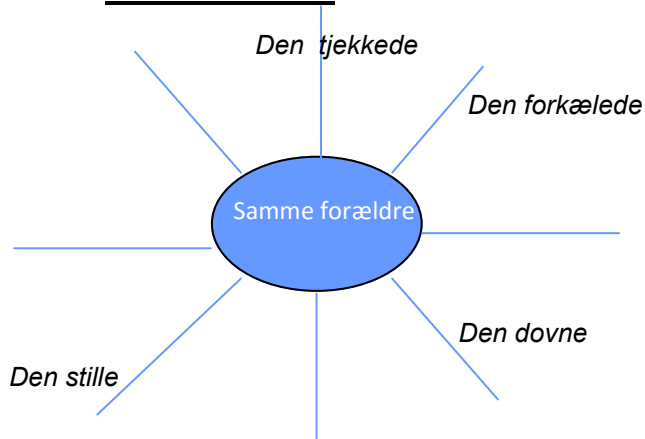 Den tjekkede
Den forkælede
Samme forældre
Den dovne
Den stille